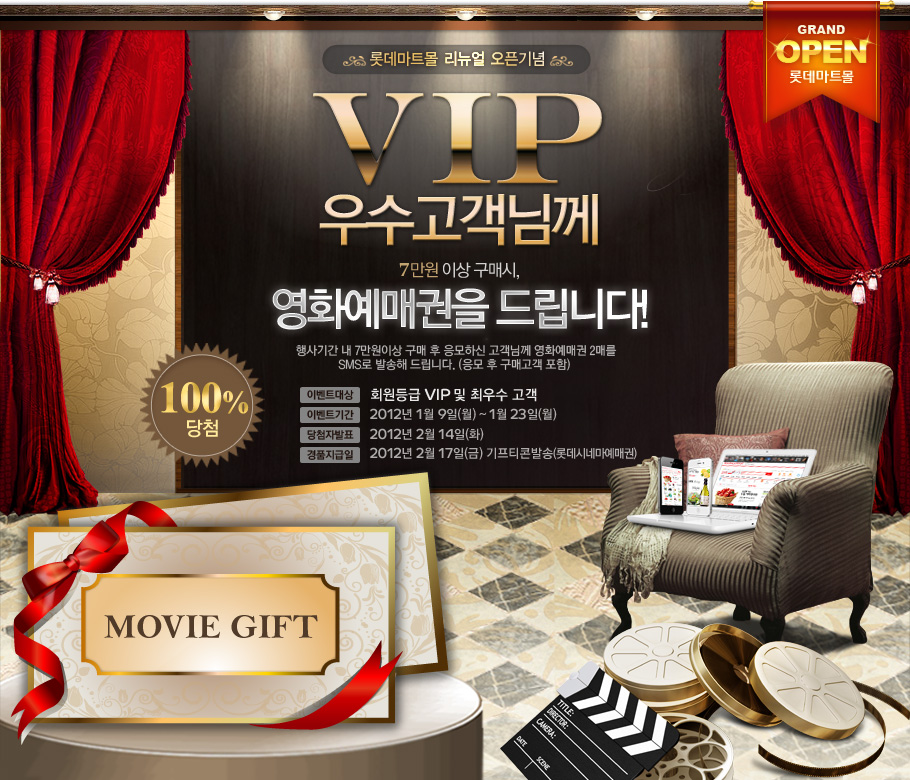 GRAND
OPEN
롯데마트몰
롯데마트몰 리뉴얼 오픈기념
VIP
우수고객님께
7만원 이상 구매시,
영화예매권을 드립니다!
행사기간 내 7만원이상 구매 후 응모하신 고객님께 영화예매권 2매를
SMS로 발송해 드립니다. (응모 후 구매고객 포함)
100%
당첨
이벤트대상 회원등급 VIP 및 최우수 고객
이벤트기간 2012년 1월 9일(월) ~ 1월 23일(월)
당첨자발표 2012년 2월 14일(화)
경품지급일 2012년 2월 17일(금) 기프티콘발송(롯데시네마예매권)
MOVIE GIFT
TITLE:
DIRECTOR:
CAMERA:
DATE
SCENE